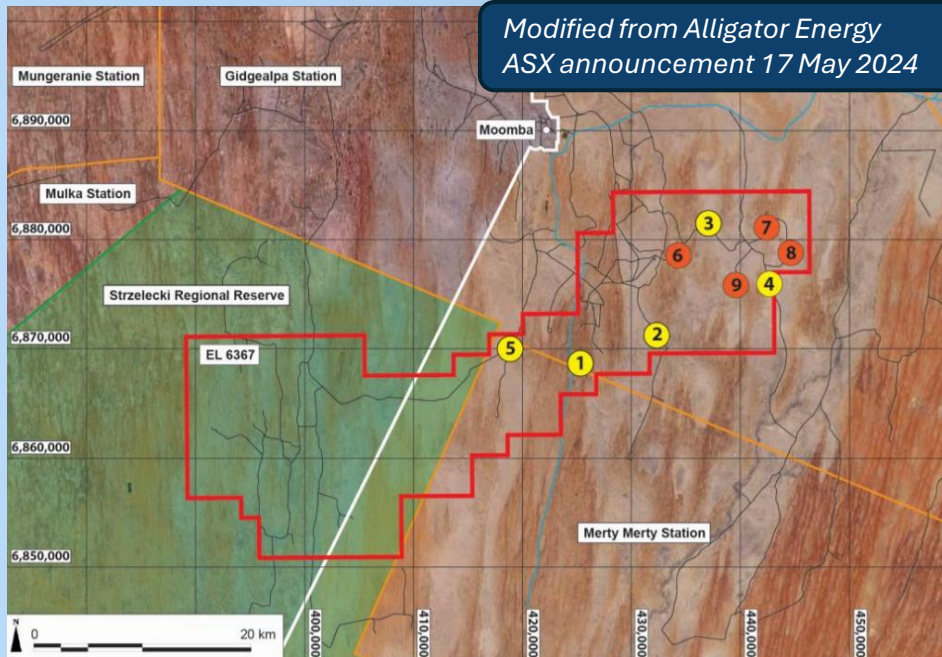 Modified from Alligator Energy
ASX announcement 17 May 2024
Mungeranie Station
Gidgealpa Station
6,890,000
Moomba
Mulka Station
6,880,000
3
7
6
8
9
4
Strzelecki Regional Reserve
6,870,000
EL 6367
5
1
2
6,860,000
Merty Merty Station
6,850,000
N
0
20 km
400,000
410,000
420,000
430,000
440,000
450,000